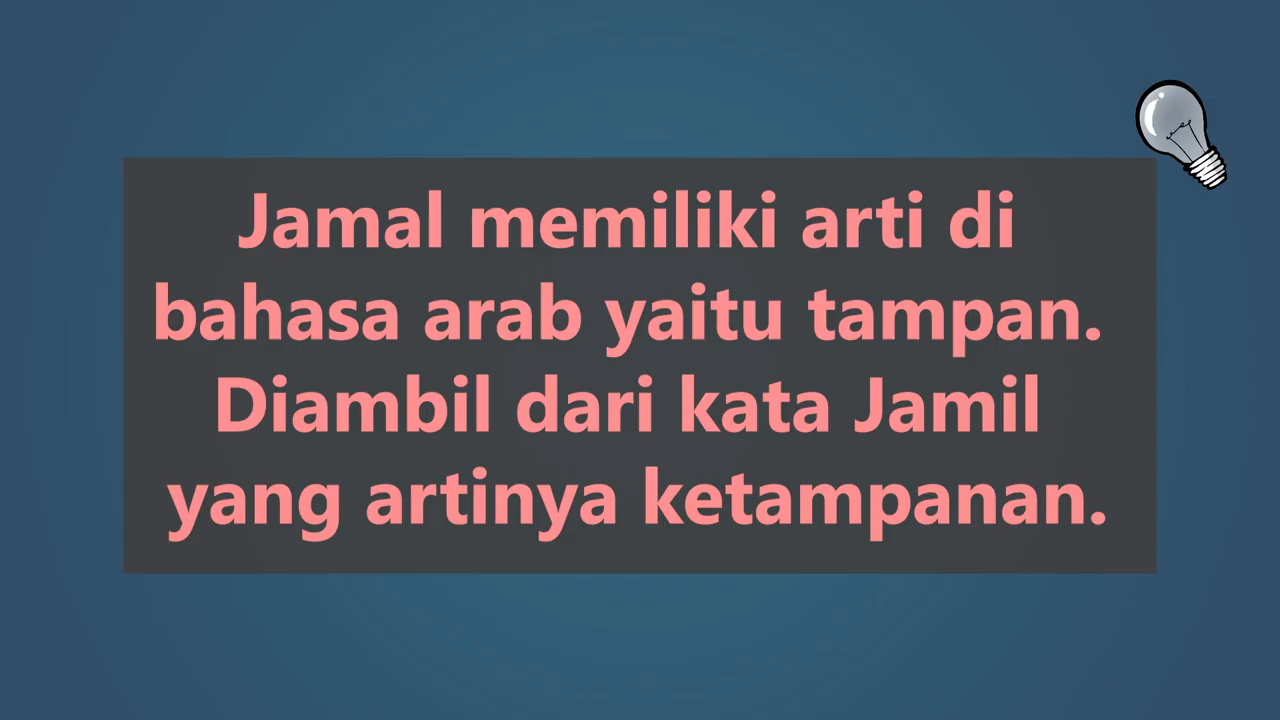 Jamal memiliki arti di
bahasa arab yaitu tampan.
Diambil dari kata Jamil
yang artinya ketampanan.